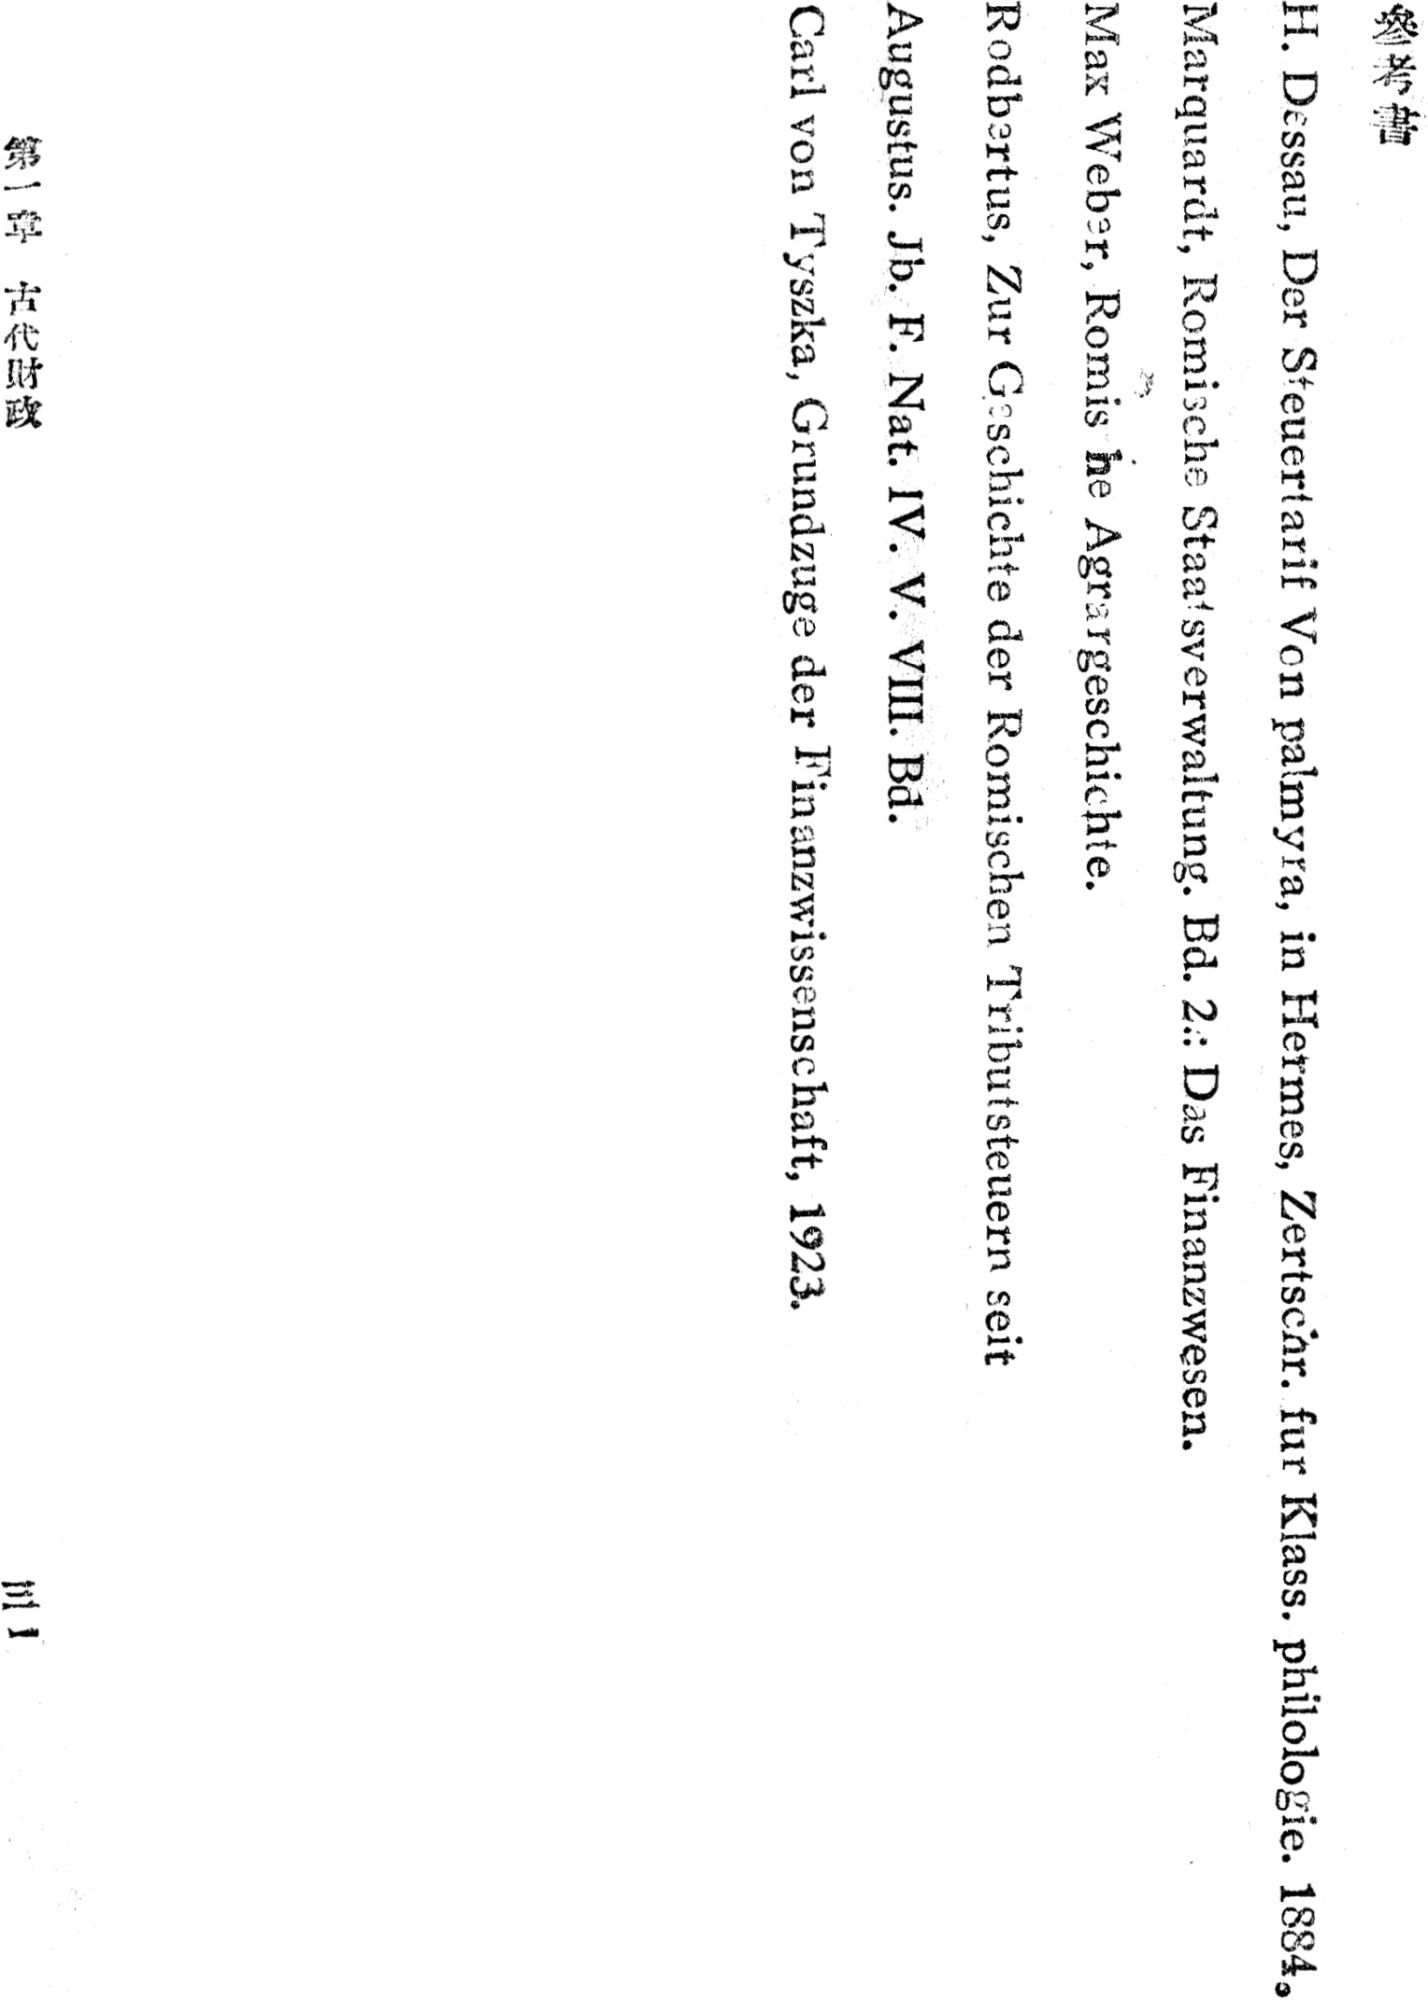 參考書
H. Dessau, Der Steuertarif Von palmyra, in Hermes, Zertschr. fur Klass. philologie. 1884。
Marquardt, Romische Staatsverwaltung. Bd. 2.: Das Finanzwesen.
Max Weber, Romis he Agrargeschichte.
Rodbertus, Zur Geschichte der Romischen Tributsteuern seit
Augustus. Jb. F. Nat. IV. V. VIII. Bd.
Carl von Tyszka, Grundzuge der Finanzwissenschaft, 1923.
第一章 古代財政
三一